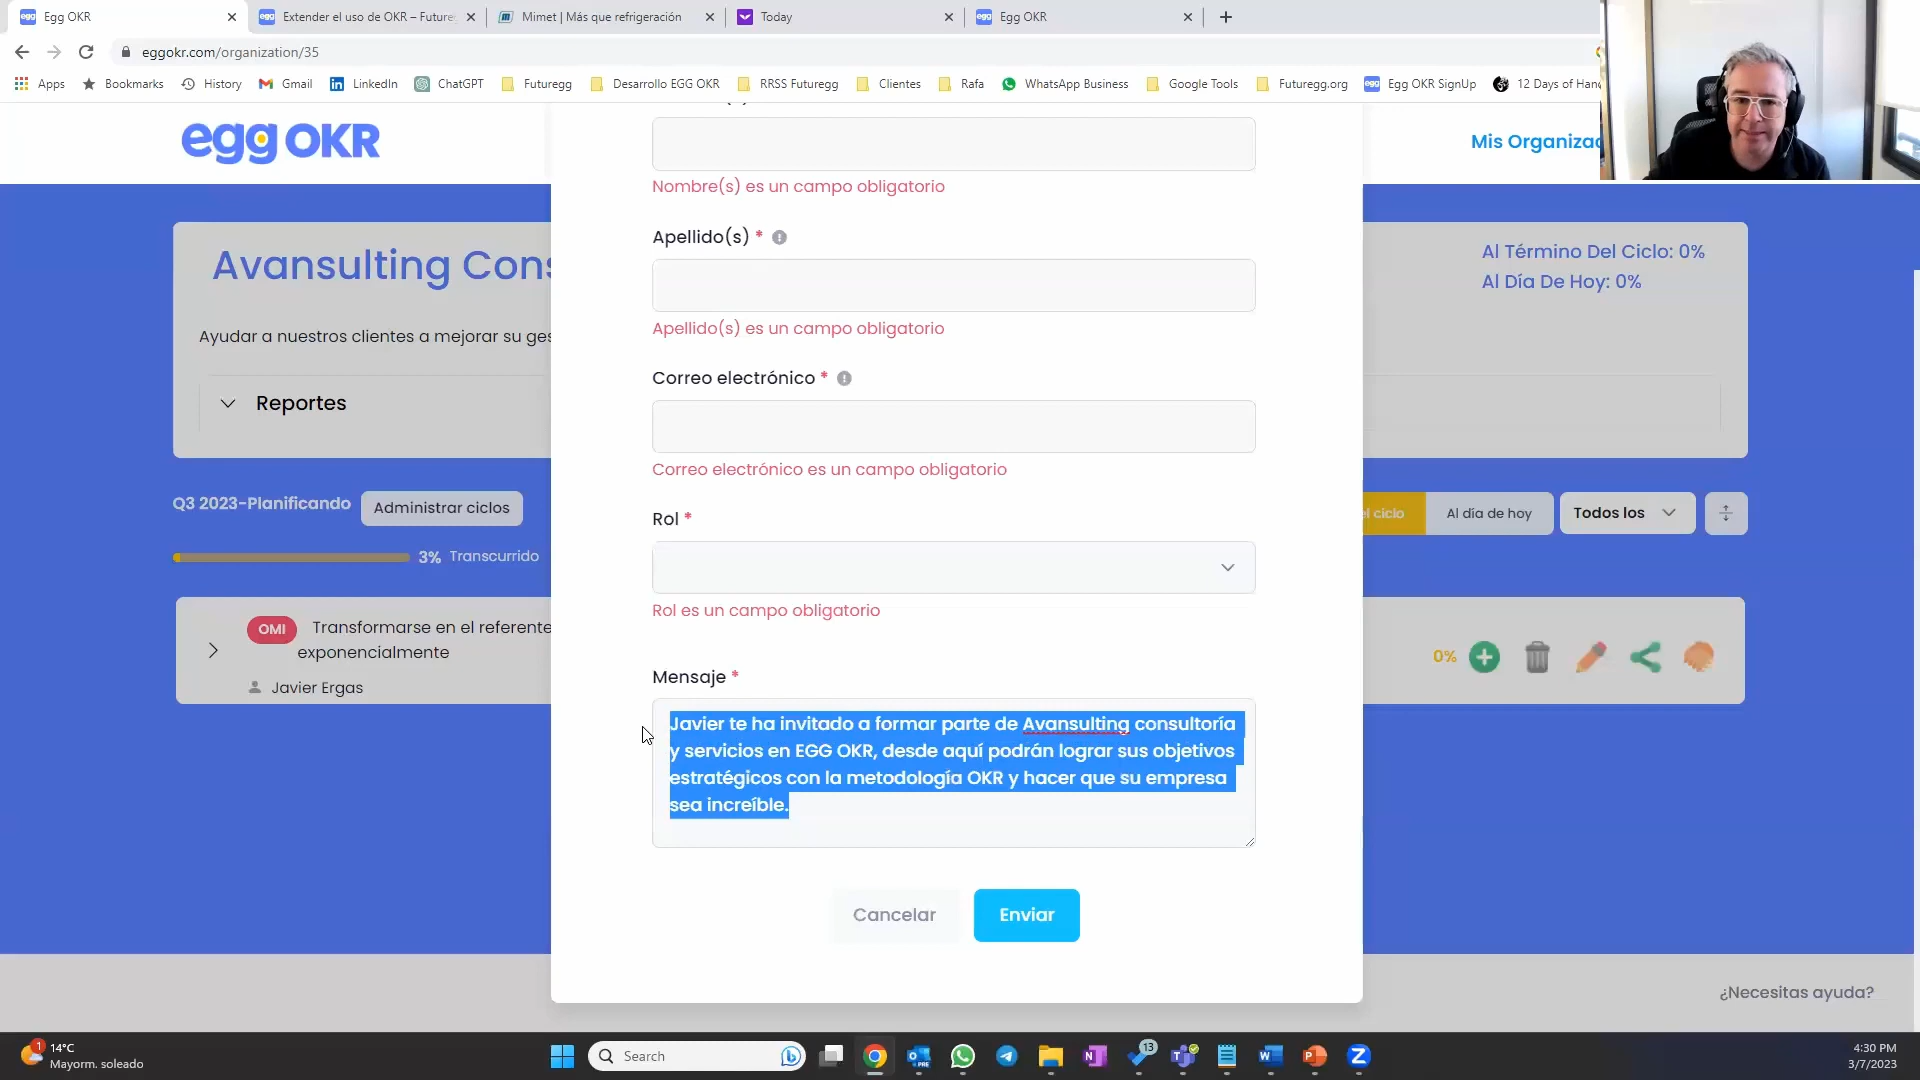 Egg OKR
Extender el uso de OKR – Future
Mimet | Más que refrigeración
Today
Egg OKR
eggokr.com/organization/35
Apps
Bookmarks
History
Gmail
LinkedIn
ChatGPT
Futuregg
Desarrollo EGG OKR
RRSS Futuregg
Clientes
Rafa
WhatsApp Business
Google Tools
Futuregg.org
Egg OKR SignUp
12 Days of Han
egg OKR
Mis Organizac
Nombre(s) es un campo obligatorio
Apellido(s) *
Apellido(s) es un campo obligatorio
Correo electrónico *
Correo electrónico es un campo obligatorio
Rol *
Rol es un campo obligatorio
Mensaje *
Javier te ha invitado a formar parte de Avansulting consultoría
y servicios en EGG OKR, desde aquí podrán lograr sus objetivos
estratégicos con la metodología OKR y hacer que su empresa
sea increíble.
Cancelar
Enviar
Avansulting Cons
Al Término Del Ciclo: 0%
Al Día De Hoy: 0%
Ayudar a nuestros clientes a mejorar su ges
Reportes
Q3 2023-Planificando
Administrar ciclos
el ciclo
Al día de hoy
Todos los
3% Transcurrido
OMI
Transformarse en el referente
exponencialmente
Javier Ergas
0%
¿Necesitas ayuda?
1
14°C
Mayorm. soleado
Search
13
4:30 PM
3/7/2023